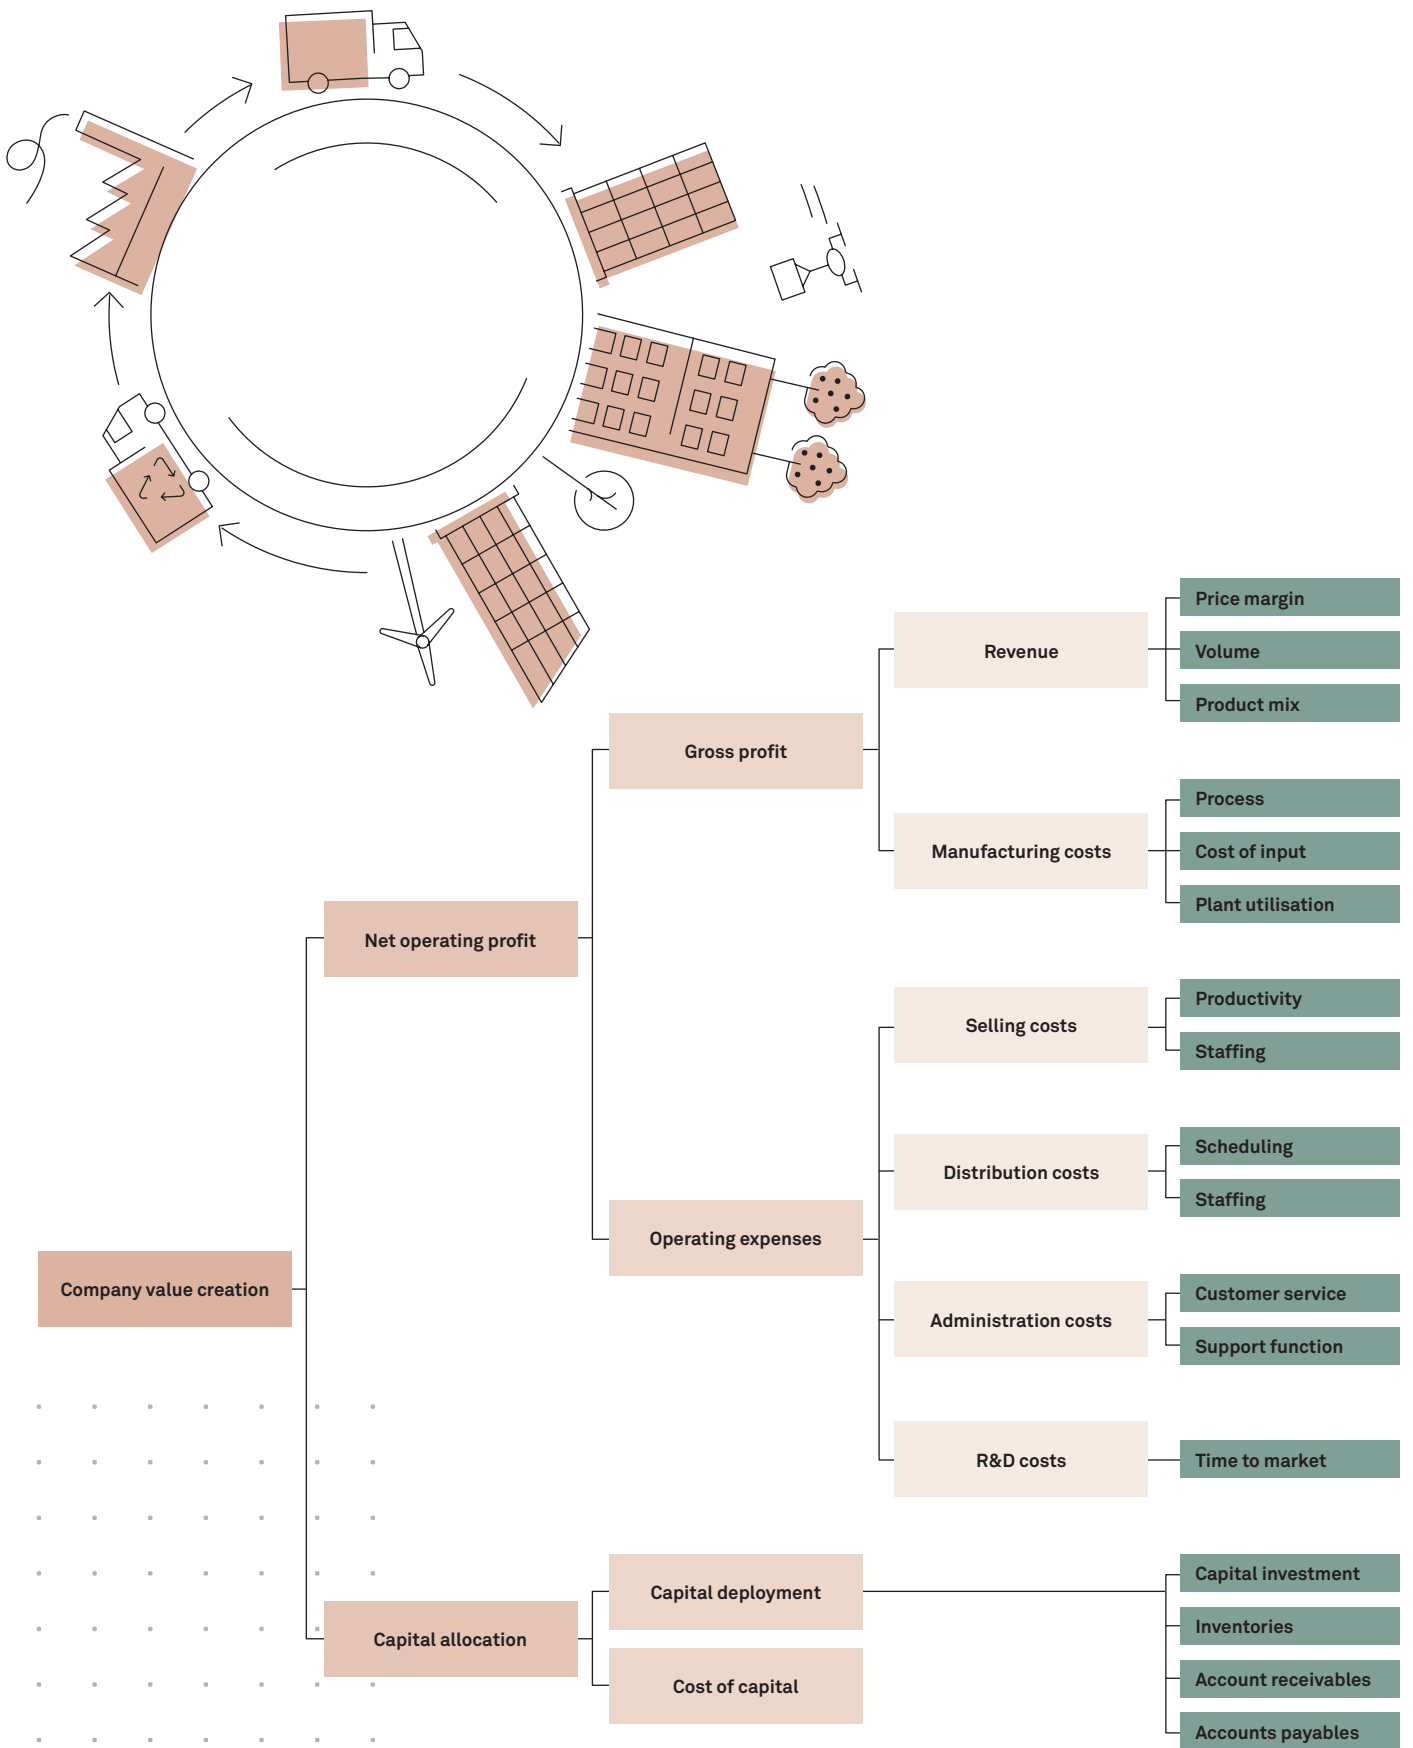 Price margin
Revenue
Volume
Product mix
Gross profit
Process
Manufacturing costs
Cost of input
Plant utilisation
Net operating profit
Productivity
Selling costs
Staffing
Scheduling
Distribution costs
Staffing
Operating expenses
Company value creation
Customer service
Administration costs
Support function
R&D costs
Time to market
Capital investment
Capital deployment
Inventories
Capital allocation
Account receivables
Cost of capital
Accounts payables